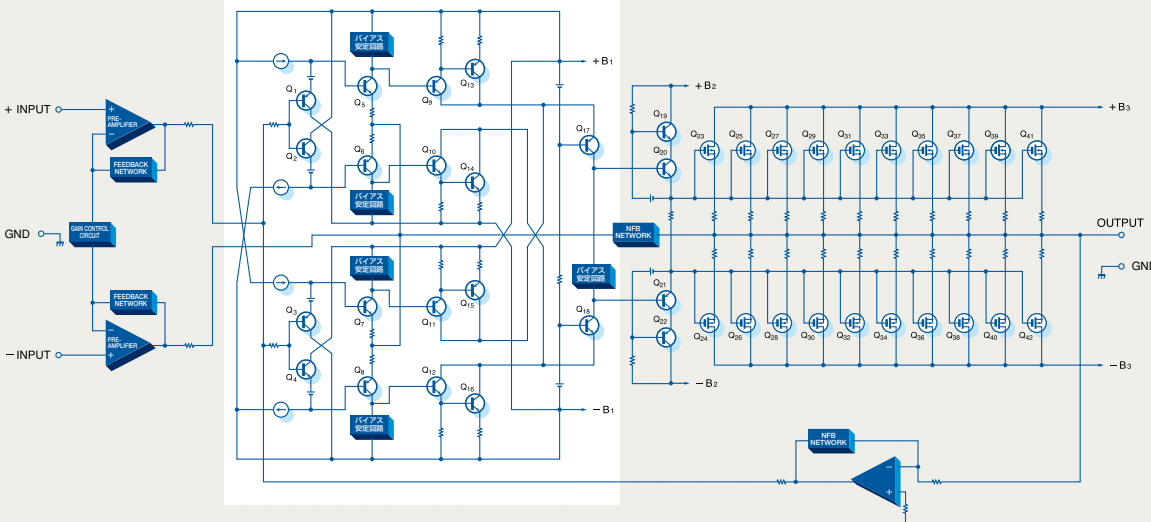 + INPUT
PRE-
AMPLIFIER
+
−
FEEDBACK
NETWORK
GND
GAIN CONTROL
CIRCUIT
FEEDBACK
NETWORK
− INPUT
PRE-
AMPLIFIER
−
+
バイアス
安定回路
Q1
Q2
Q5
Q9
Q13
Q6
Q10
Q14
バイアス
安定回路
バイアス
安定回路
Q3
Q4
Q7
Q11
Q15
Q8
Q12
Q16
バイアス
安定回路
+B1
−B1
Q17
Q18
バイアス
安定回路
NFB
NETWORK
+B2
Q19
Q20
Q21
Q22
−B2
Q23
Q25
Q27
Q29
Q31
Q33
Q35
Q37
Q39
Q41
+B3
OUTPUT
GND
Q24
Q26
Q28
Q30
Q32
Q34
Q36
Q38
Q40
Q42
−B3
NFB
NETWORK
−
+